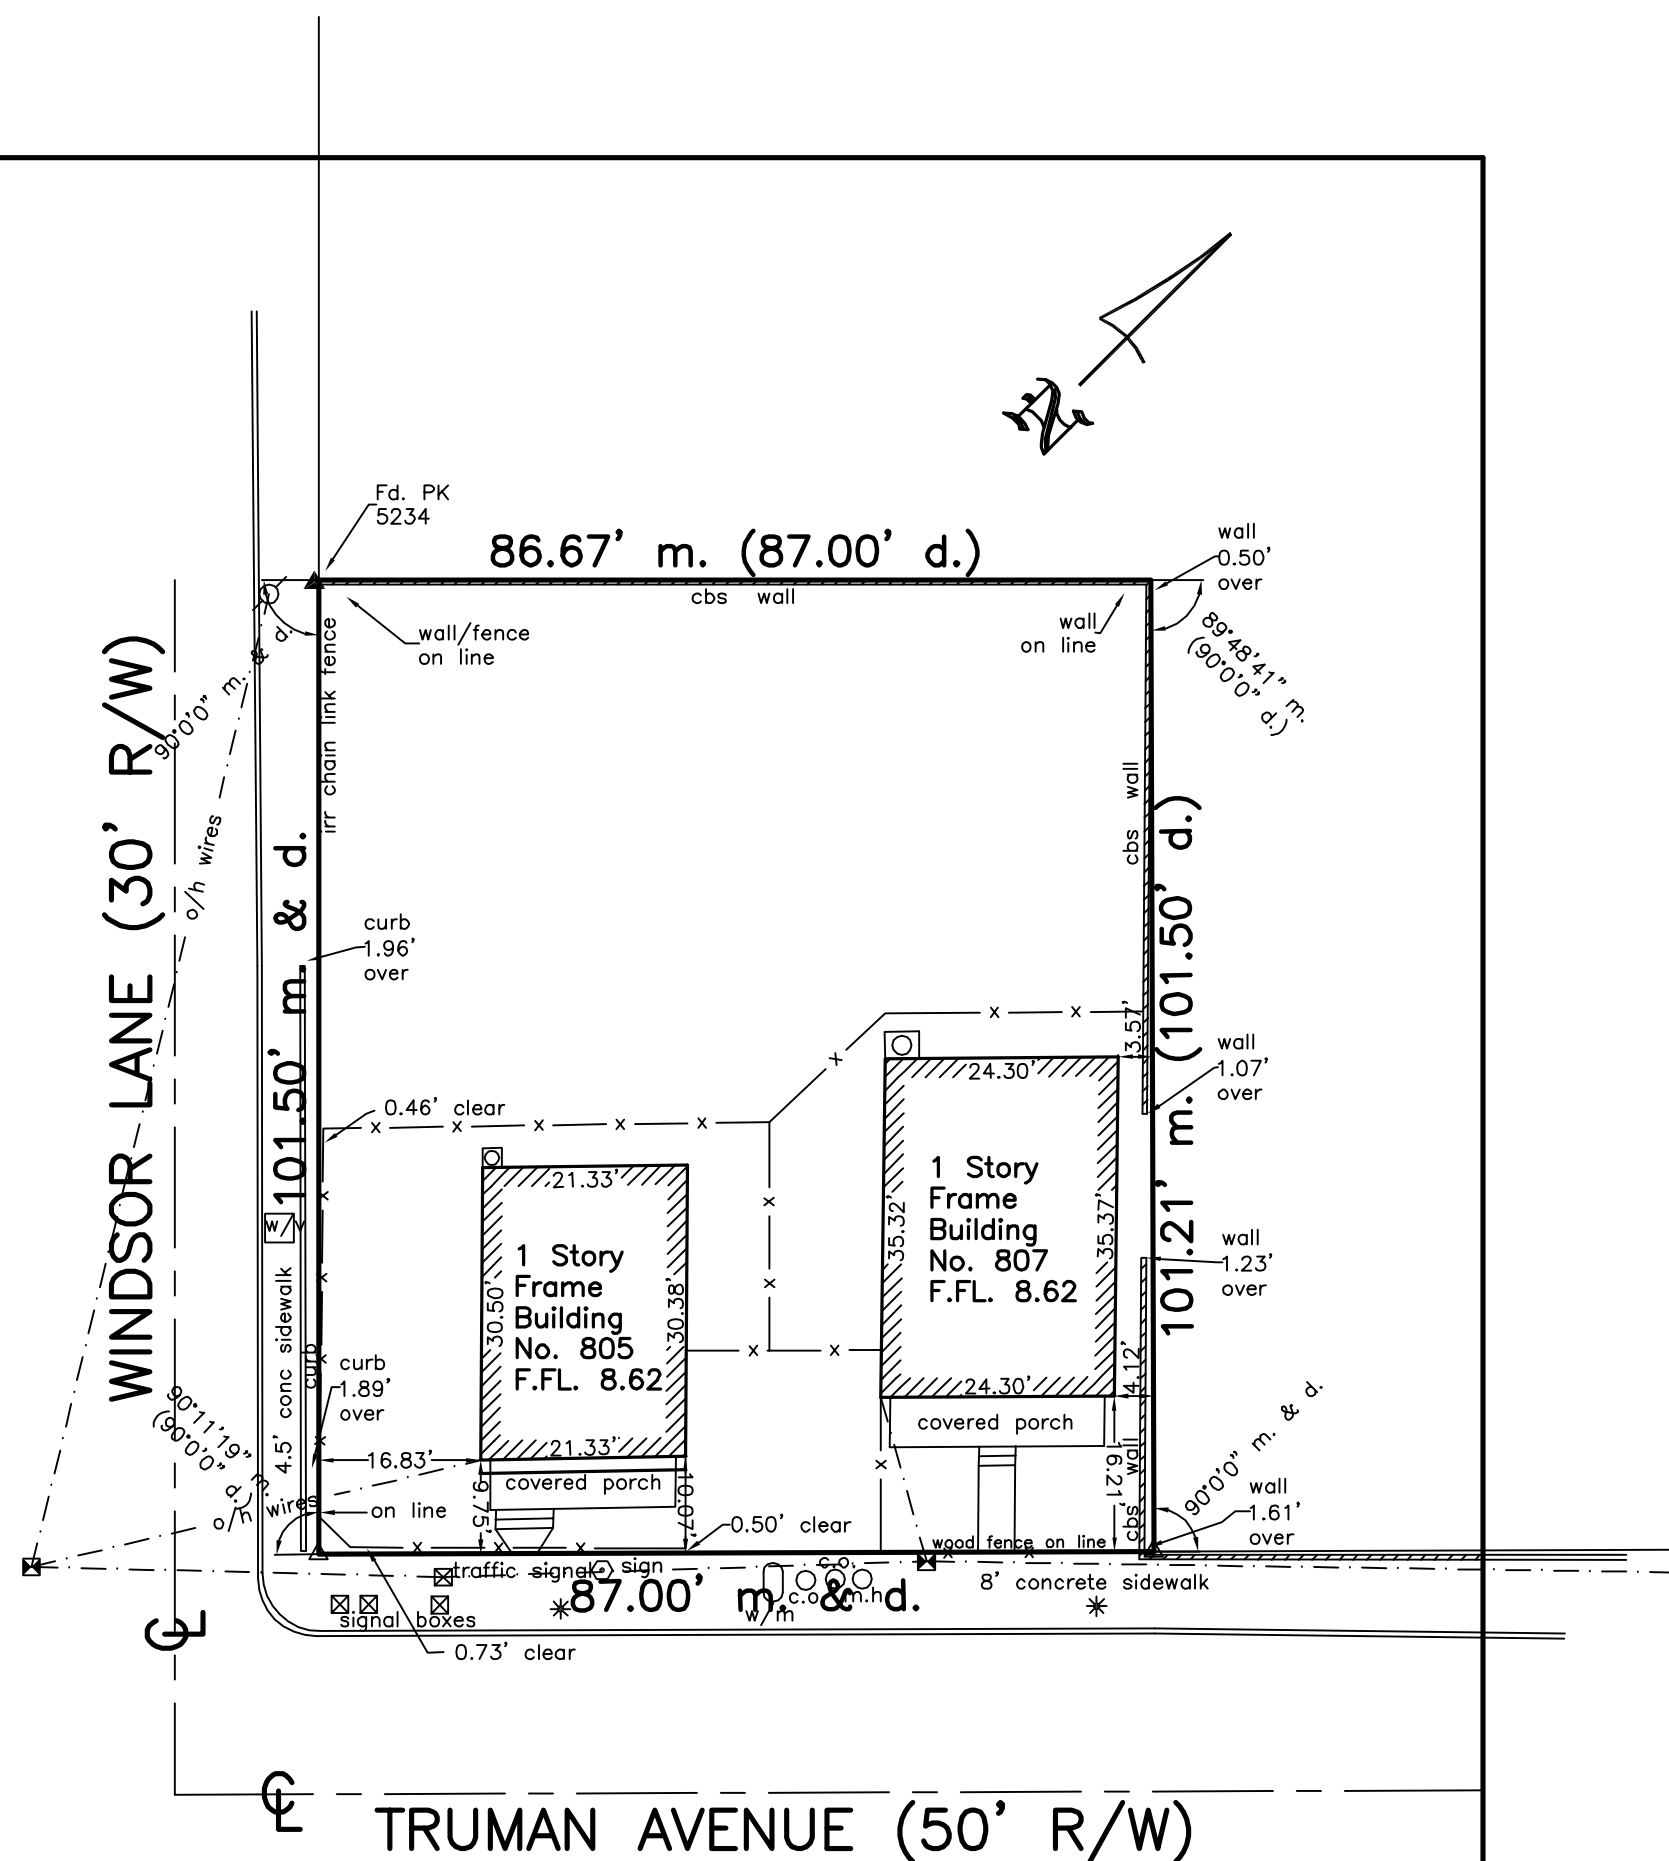 N
Fd. PK
5234
86.67' m. (87.00' d.)
wall
0.50'
over
cbs wall
wall/fence
on line
wall
on line
89°48'41" m.
(90°0'0" d.)
90°0'0" m. & d.
irr chain link fence
o/h wires
WINDSOR LANE (30' R/W)
101.50' m. & d.
cbs wall
101.21' m. (101.50' d.)
curb
1.96'
over
3.57'
wall
1.07'
over
0.46' clear
24.30'
1 Story
Frame
Building
No. 807
F.FL. 8.62
35.32'
35.37'
24.30'
covered porch
21.33'
1 Story
Frame
Building
No. 805
F.FL. 8.62
30.50'
30.38'
21.33'
covered porch
wall
1.23'
over
4.12'
16.21'
cbs wall
w/v
4.5' conc sidewalk
curb
curb
1.89'
over
90°11'19" m.
(90°0'0" d.)
16.83'
9.75'
10.07'
o/h wires
on line
0.50' clear
wood fence on line
90°0'0" m. & d.
wall
1.61'
over
traffic signal
sign
c.o.
c.o.
m.h.
w/m
87.00' m. & d.
8' concrete sidewalk
signal boxes
0.73' clear
CL
CL
TRUMAN AVENUE (50' R/W)